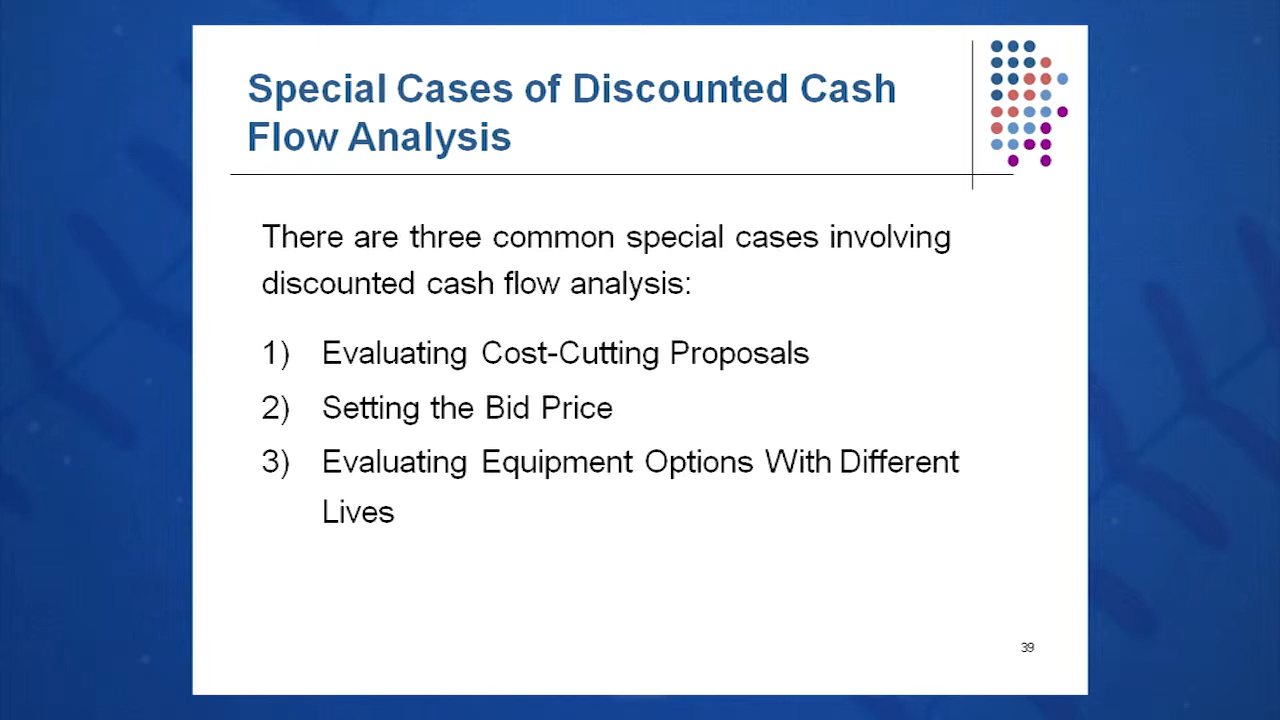 Special Cases of Discounted Cash
Flow Analysis
There are three common special cases involving
discounted cash flow analysis:
1) Evaluating Cost-Cutting Proposals
2) Setting the Bid Price
3) Evaluating Equipment Options With Different
Lives
39